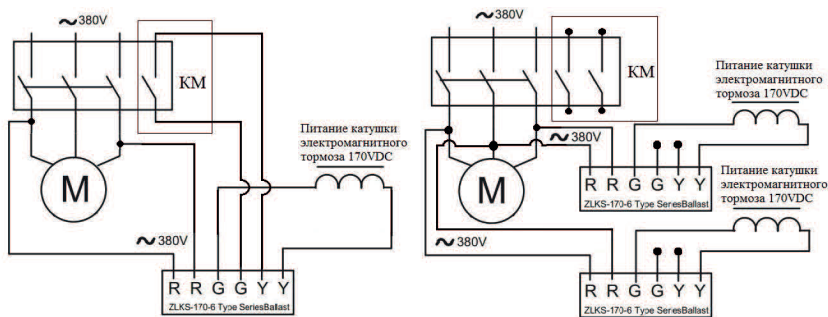 ~380V
КМ
Питание катушки
электромагнитного
тормоза 170VDC
M
~380V
R R G G Y Y
ZLKS-170-6 Type SeriesBallast
~380V
КМ
Питание катушки
электромагнитного
тормоза 170VDC
~380V
M
R R G G Y Y
ZLKS-170-6 Type SeriesBallast
Питание катушки
электромагнитного
тормоза 170VDC
~380V
R R G G Y Y
ZLKS-170-6 Type SeriesBallast